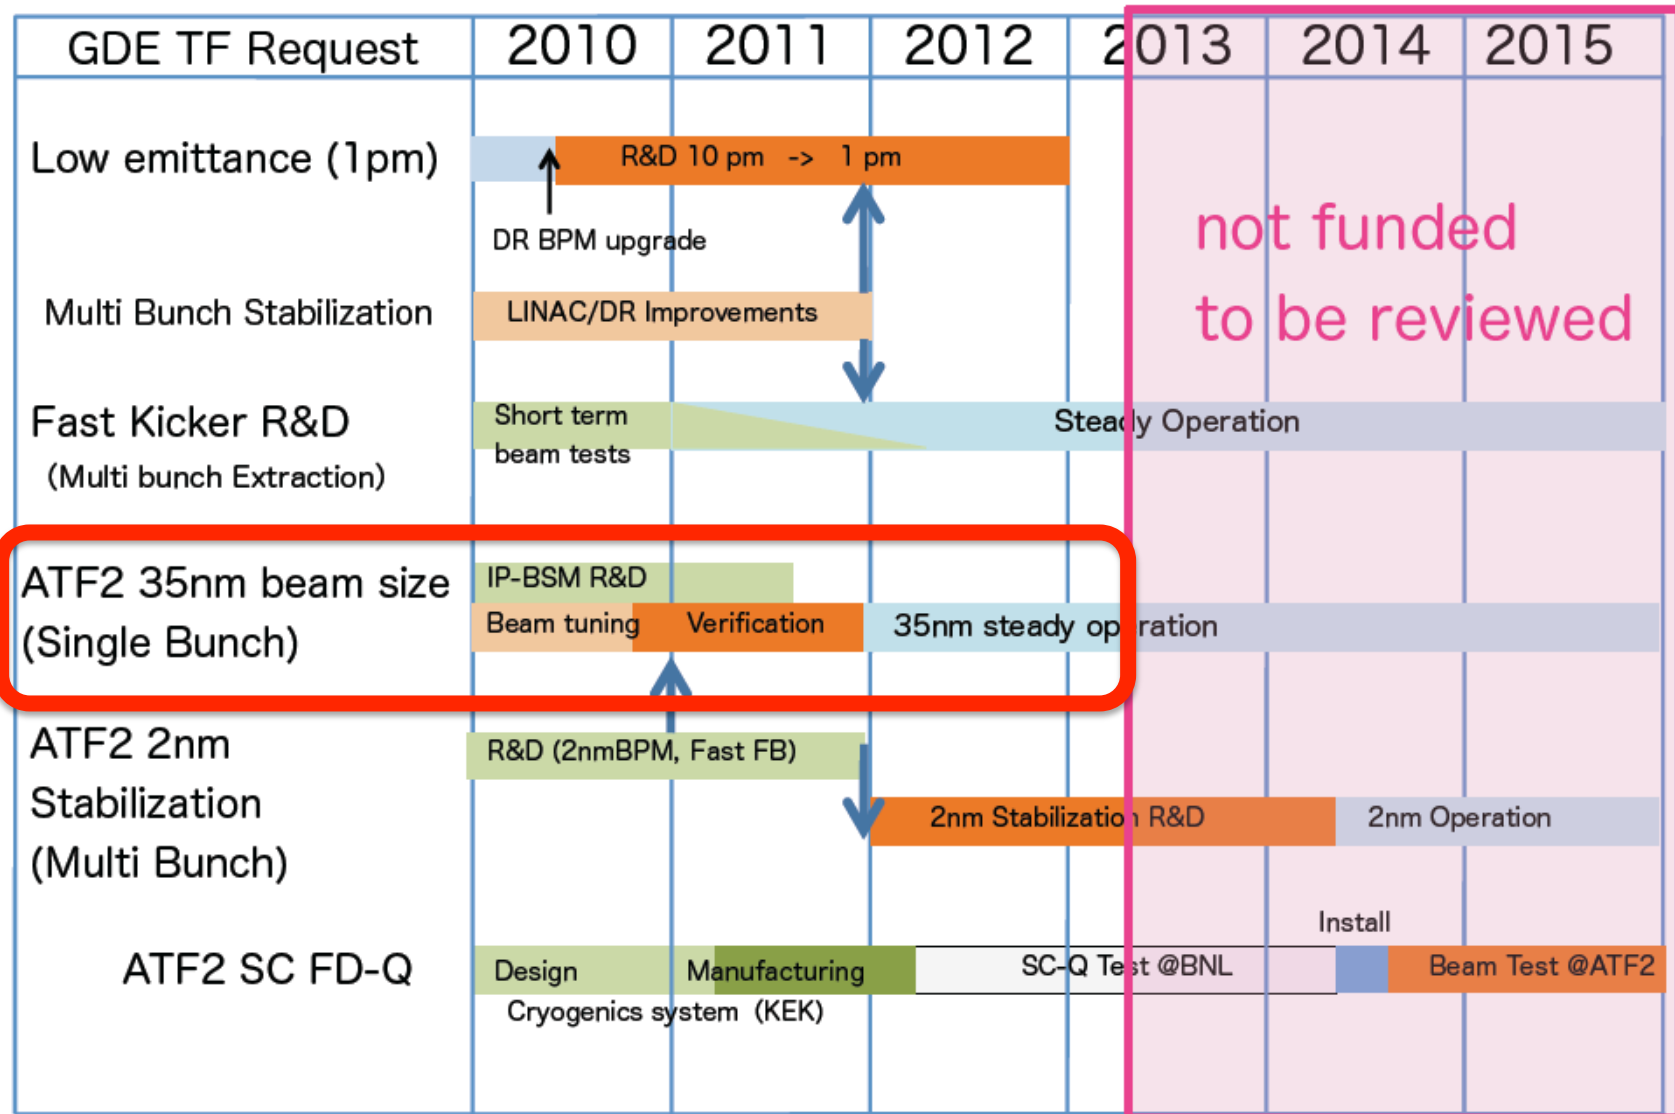 GDE TF Request 2010 2011 2012 2013 2014 2015
Low emittance (1pm) R&D 10 pm -> 1 pm
DR BPM upgrade
not funded
to be reviewed
Multi Bunch Stabilization LINAC/DR Improvements
Fast Kicker R&D Short term Steady Operation
beam tests
(Multi bunch Extraction)
ATF2 35nm beam size IP-BSM R&D
(Single Bunch) Beam tuning Verification 35nm steady operation
ATF2 2nm R&D (2nmBPM, Fast FB)
Stabilization 2nm Stabilization R&D 2nm Operation
(Multi Bunch)
Install
ATF2 SC FD-Q Design Manufacturing SC-Q Test @BNL Beam Test @ATF2
Cryogenics system (KEK)